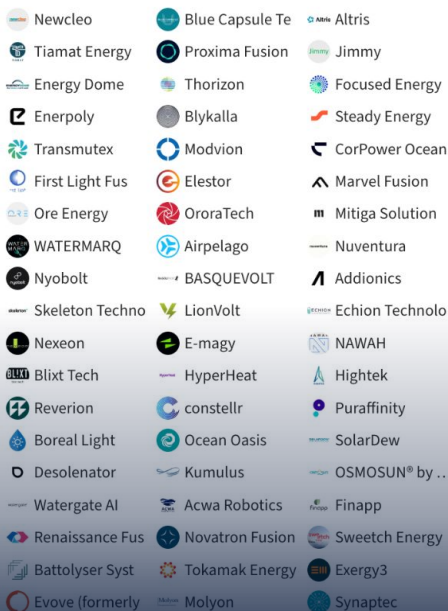 Newcleo Blue Capsule Te Altris Altris
Tiamat Energy Proxima Fusion Jimmy Jimmy
Energy Dome Thorizon Focused Energy
Enerpoly Blykalla Steady Energy
Transmutex Modvion CorPower Ocean
First Light Fus Elestor Marvel Fusion
Ore Energy OroraTech Mitiga Solution
WATERMARQ Airpelago Nuventura
Nyobolt BASQUEVOLT Addionics
Skeleton Techno LionVolt Echion Technolo
Nexeon E-magy NAWAH
BLIXT Blixt Tech HyperHeat Hightek
Reverion constellr Puraffinity
Boreal Light Ocean Oasis SolarDew
Desolenator Kumulus OSMOSUN® by ...
Watergate AI Acwa Robotics Finapp
Renaissance Fus Novatron Fusion Sweetch Energy
Battolyser Syst Tokamak Energy Exergy3
Evove (formerly Molyon Synaptec